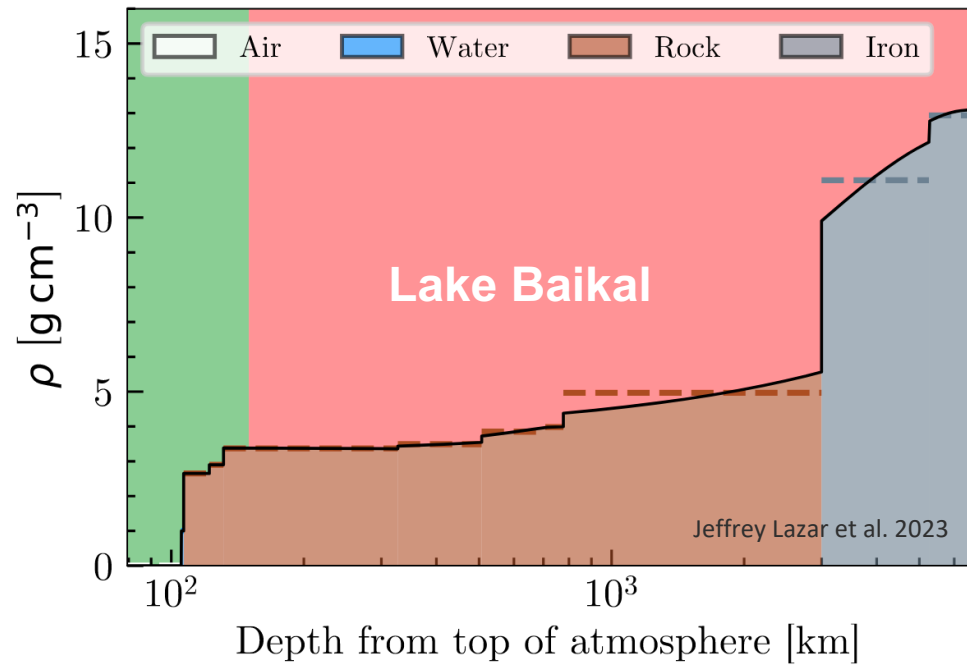 Air Water Rock Iron
15
10
5
0
ρ [g cm⁻³]
Lake Baikal
Jeffrey Lazar et al. 2023
10² 10³
Depth from top of atmosphere [km]